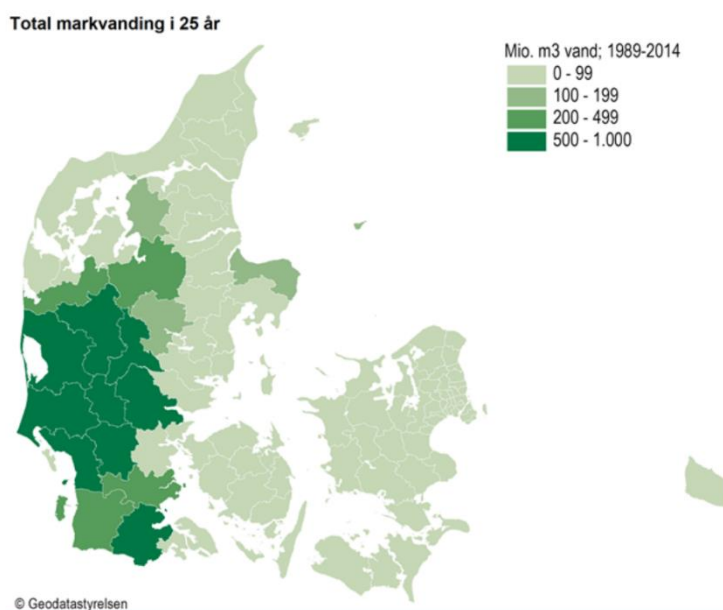 Total markvanding i 25 år
Mio. m3 vand; 1989-2014
0 - 99
100 - 199
200 - 499
500 - 1.000
© Geodatastyrelsen